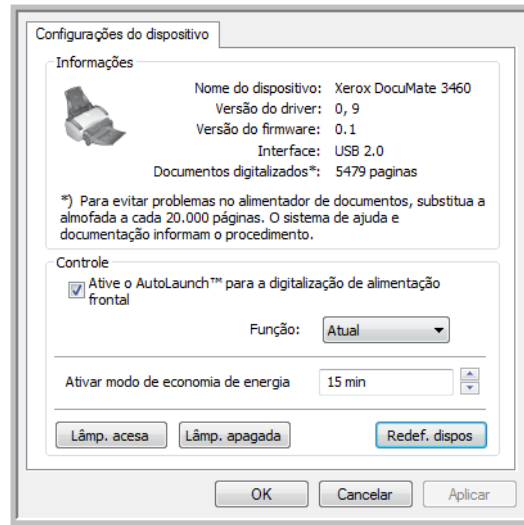 Configurações do dispositivo
Informações
Nome do dispositivo: Xerox DocuMate 3460
Versão do driver: 0, 9
Versão do firmware: 0.1
Interface: USB 2.0
Documentos digitalizados*: 5479 paginas
*) Para evitar problemas no alimentador de documentos, substitua a
almofada a cada 20.000 páginas. O sistema de ajuda e
documentação informam o procedimento.
Controle
Ative o AutoLaunch™ para a digitalização de alimentação
frontal
Função: Atual
Ativar modo de economia de energia 15 min
Lâmp. acesa Lâmp. apagada Redef. dispos
OK Cancelar Aplicar